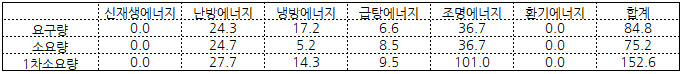 신재생에너지 난방에너지 냉방에너지 급탕에너지 조명에너지 환기에너지 합계
요구량 0.0 24.3 17.2 6.6 36.7 0.0 84.8
소요량 0.0 24.7 5.2 8.5 36.7 0.0 75.2
1차소요량 0.0 27.7 14.3 9.5 101.0 0.0 152.6